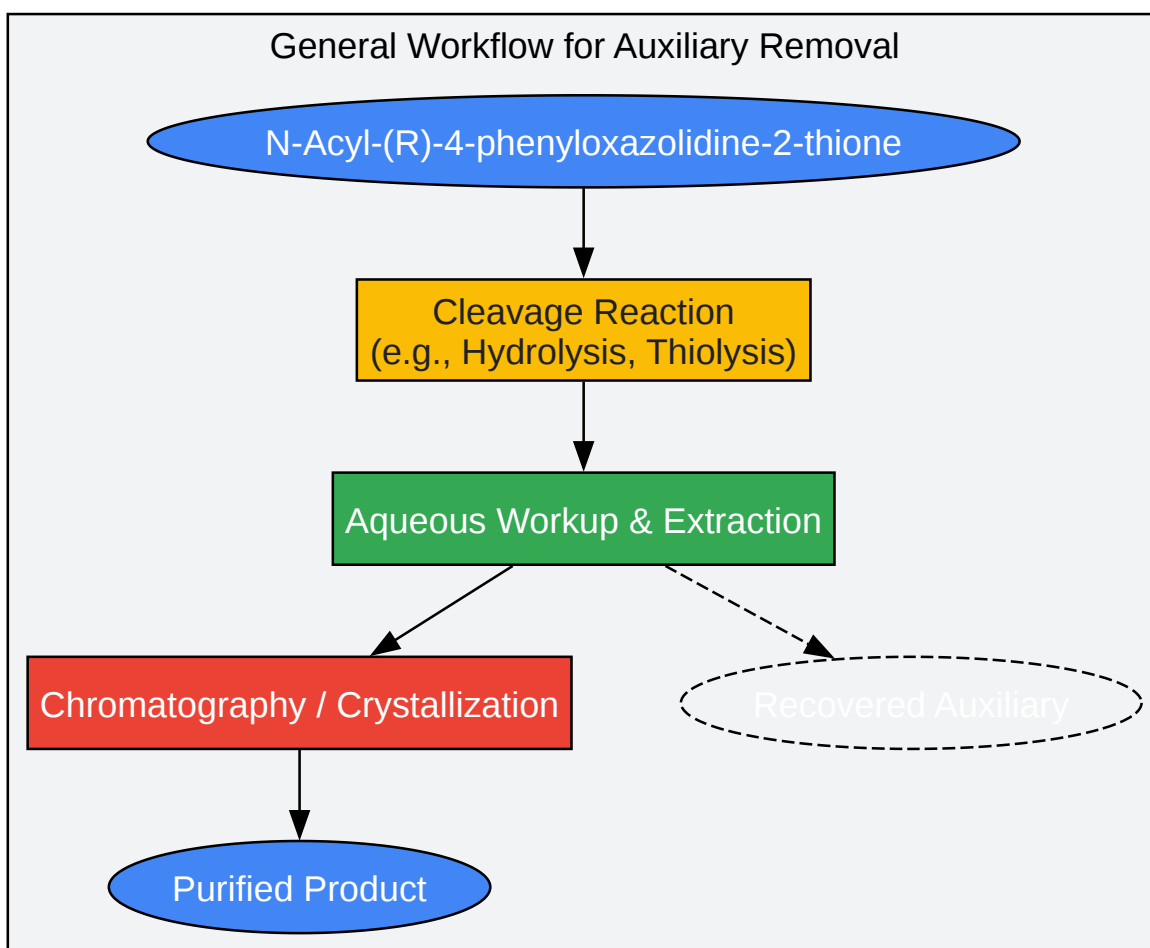 General Workflow for Auxiliary Removal
N-Acyl-(R)-4-phenyloxazolidine-2-thione
Cleavage Reaction
(e.g., Hydrolysis, Thiolysis)
Aqueous Workup & Extraction
Chromatography / Crystallization
Recovered Auxiliary
Purified Product